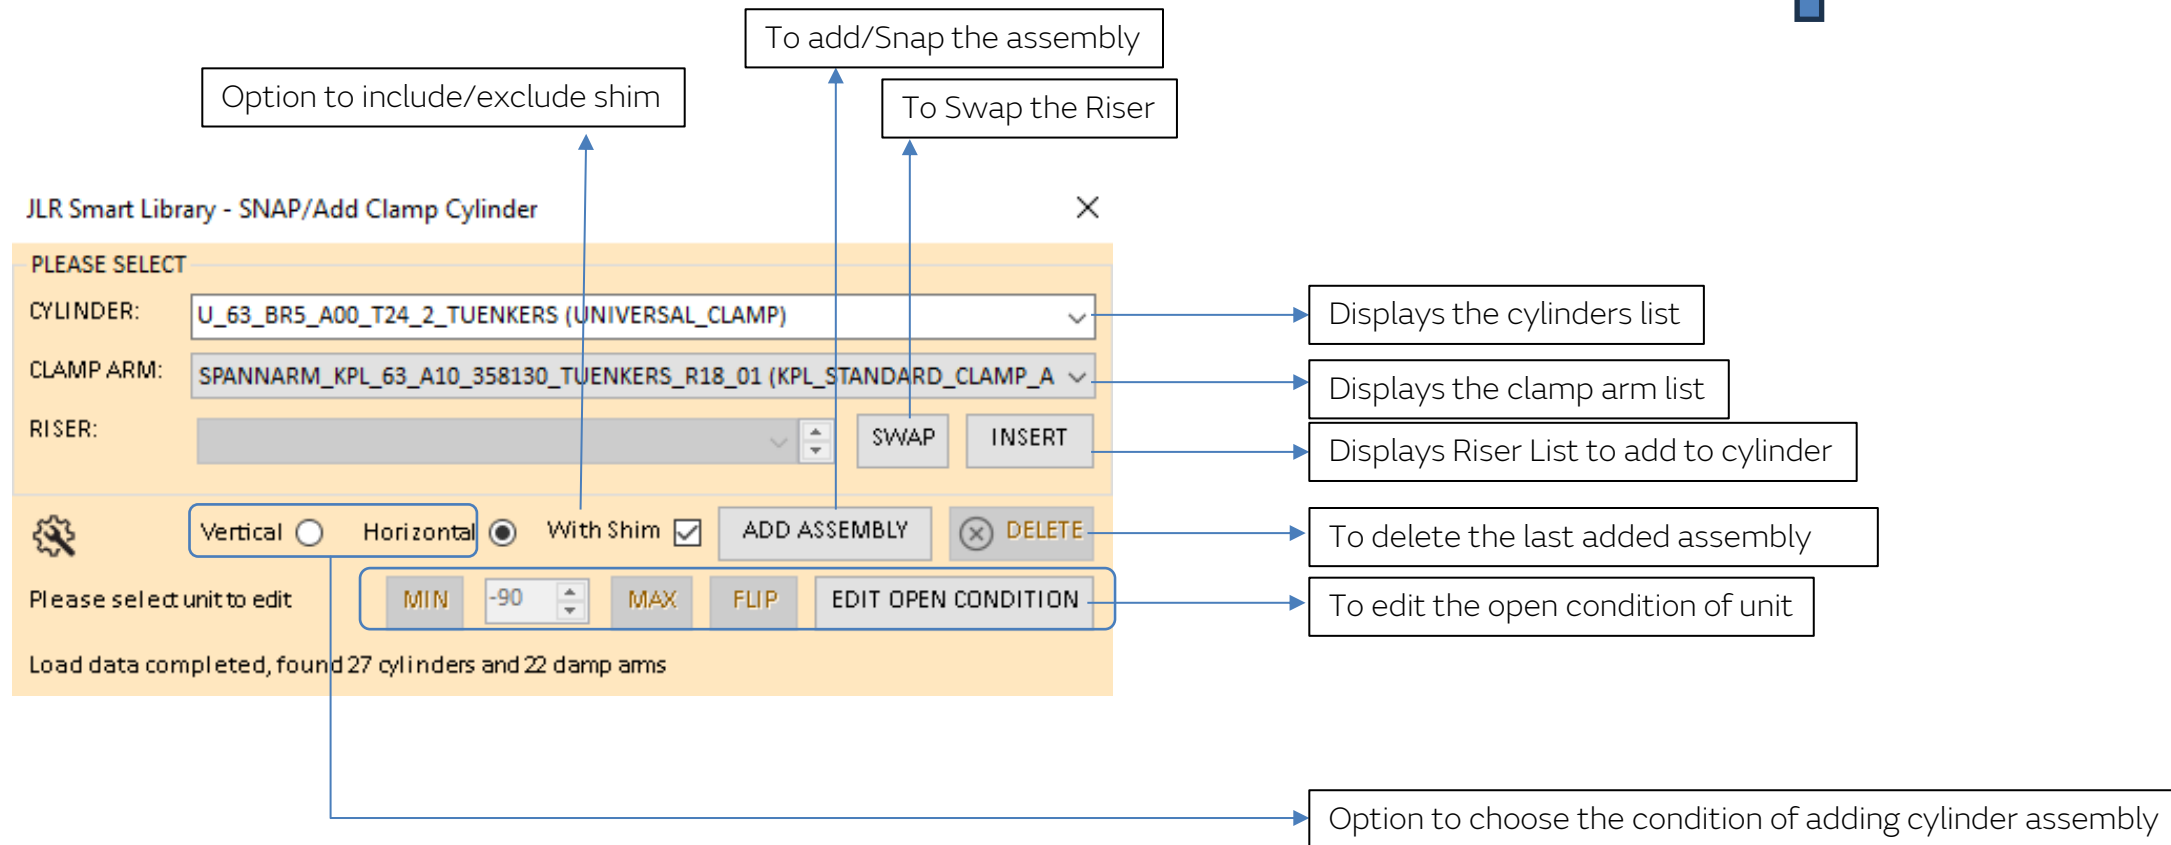 To add/Snap the assembly
Option to include/exclude shim
To Swap the Riser
JLR Smart Library - SNAP/Add Clamp Cylinder
PLEASE SELECT
CYLINDER: U_63_BR5_A00_T24_2_TUENKERS (UNIVERSAL_CLAMP)
Displays the cylinders list
CLAMP ARM: SPANNARM_KPL_63_A10_358130_TUENKERS_R18_01 (KPL_STANDARD_CLAMP_A
Displays the clamp arm list
RISER: SWAP INSERT
Displays Riser List to add to cylinder
Vertical Horizontal With Shim ADD ASSEMBLY DELETE
To delete the last added assembly
Please select unit to edit MIN -90 MAX FLIP EDIT OPEN CONDITION
To edit the open condition of unit
Load data completed, found 27 cylinders and 22 clamp arms
Option to choose the condition of adding cylinder assembly